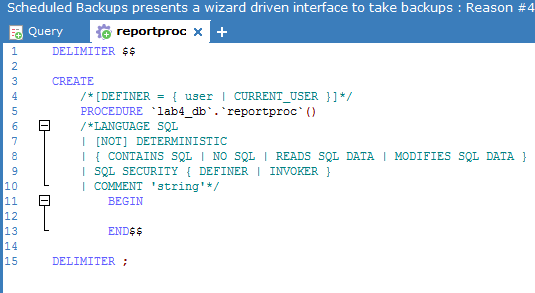 Scheduled Backups presents a wizard driven interface to take backups : Reason #4
Query reportproc × +
1 DELIMITER $$
2
3 CREATE
4 /*[DEFINER = { user | CURRENT_USER }]*/
5 PROCEDURE `lab4_db`.`reportproc`()
6 /*LANGUAGE SQL
7 | [NOT] DETERMINISTIC
8 | { CONTAINS SQL | NO SQL | READS SQL DATA | MODIFIES SQL DATA }
9 | SQL SECURITY { DEFINER | INVOKER }
10 | COMMENT 'string'*/
11 BEGIN
12
13 END$$
14
15 DELIMITER ;